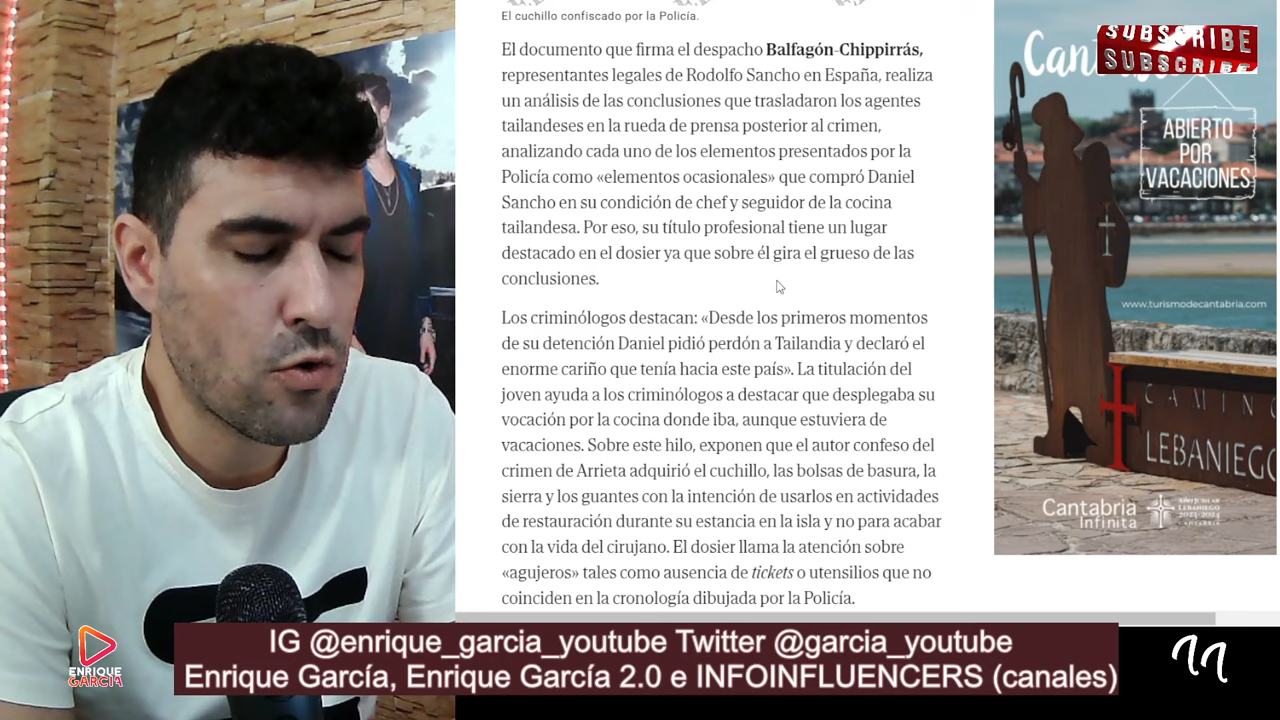 El cuchillo confiscado por la Policía.
El documento que firma el despacho Balfagón-Chippirrás,
representantes legales de Rodolfo Sancho en España, realiza
un análisis de las conclusiones que trasladaron los agentes
tailandeses en la rueda de prensa posterior al crimen,
analizando cada uno de los elementos presentados por la
Policía como «elementos ocasionales» que compró Daniel
Sancho en su condición de chef y seguidor de la cocina
tailandesa. Por eso, su título profesional tiene un lugar
destacado en el dosier ya que sobre él gira el grueso de las
conclusiones.
Los criminólogos destacan: «Desde los primeros momentos
de su detención Daniel pidió perdón a Tailandia y declaró el
enorme cariño que tenía hacia este país». La titulación del
joven ayuda a los criminólogos a destacar que desplegaba su
vocación por la cocina donde iba, aunque estuviera de
vacaciones. Sobre este hilo, exponen que el autor confeso del
crimen de Arrieta adquirió el cuchillo, las bolsas de basura, la
sierra y los guantes con la intención de usarlos en actividades
de restauración durante su estancia en la isla y no para acabar
con la vida del cirujano. El dosier llama la atención sobre
«agujeros» tales como ausencia de tickets o utensilios que no
coinciden en la cronología dibujada por la Policía.
SUBSCRIBE
SUBSCRIBE
ABIERTO
POR
VACACIONES
www.turismodecantabria.com
CAMINO
LEBANIEGO
Cantabria
Infinita
AÑO JUBILAR
LEBANIEGO
2023-2024
CANTABRIA
IG @enrique_garcia_youtube Twitter @garcia_youtube
Enrique García, Enrique García 2.0 e INFOINFLUENCERS (canales)
ENRIQUE
GARCÍA